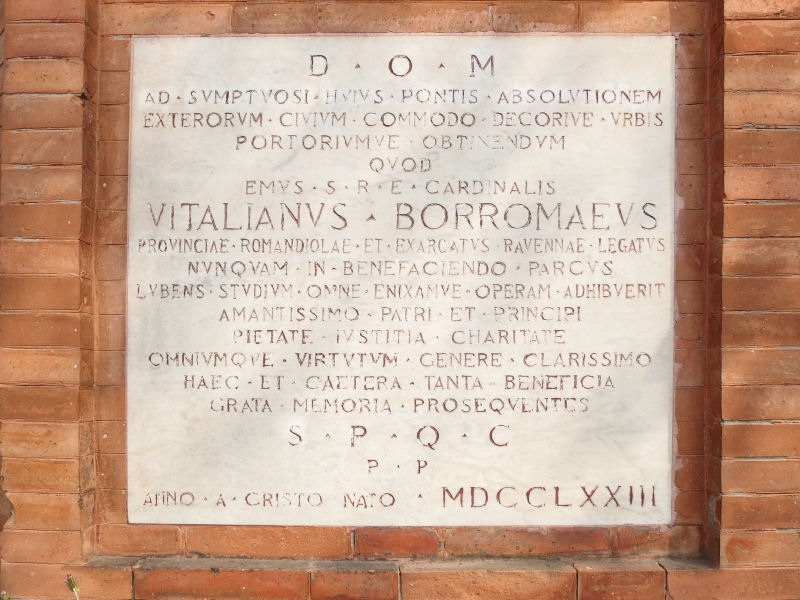 D · O · M
AD · SVMPTVOSI · HVIVS · PONTIS · ABSOLVTIONEM
EXTERORVM · CIVIVM · COMMODO · DECORIVE · VRBIS
PORTORIVMVE · OBTINENDVM
QVOD
EMVS · S · R · E · CARDINALIS
VITALIANVS · BORROMAEVS
PROVINCIAE · ROMANDIOLAE · ET · EXARCATVS · RAVENNAE · LEGATVS
NVNQVAM · IN · BENEFACIENDO · PARCVS
LVBENS · STVDIVM · OMNE · ENIXAMVE · OPERAM · ADHIBVERIT
AMANTISSIMO · PATRI · ET · PRINCIPI
PIETATE · IVSTITIA · CHARITATE
OMNIVMQVE · VIRTVTVM · GENERE · CLARISSIMO
HAEC · ET · CAETERA · TANTA · BENEFICIA
GRATA · MEMORIA · PROSEQVENTES
S · P · Q · C
P · P
ANNO · A · CRISTO · NATO · MDCCLXXIII